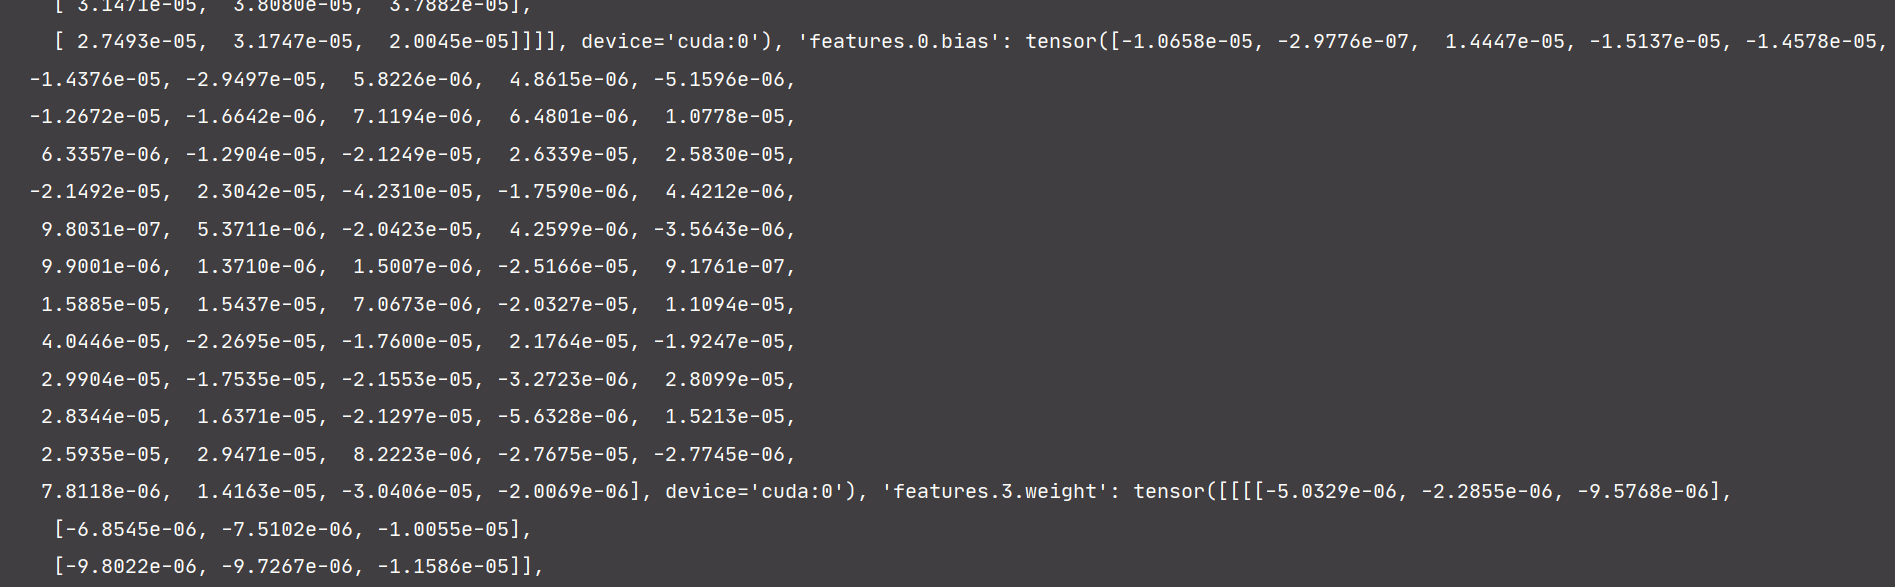 [ 3.1471e-05,  3.8080e-05,  3.7882e-05],
[ 2.7493e-05,  3.1747e-05,  2.0045e-05]]]], device='cuda:0'), 'features.0.bias': tensor([-1.0658e-05, -2.9776e-07,  1.4447e-05, -1.5137e-05, -1.4578e-05,
-1.4376e-05, -2.9497e-05,  5.8226e-06,  4.8615e-06, -5.1596e-06,
-1.2672e-05, -1.6642e-06,  7.1194e-06,  6.4801e-06,  1.0778e-05,
6.3357e-06, -1.2904e-05, -2.1249e-05,  2.6339e-05,  2.5830e-05,
-2.1492e-05,  2.3042e-05, -4.2310e-05, -1.7590e-06,  4.4212e-06,
9.8031e-07,  5.3711e-06, -2.0423e-05,  4.2599e-06, -3.5643e-06,
9.9001e-06,  1.3710e-06,  1.5007e-06, -2.5166e-05,  9.1761e-07,
1.5885e-05,  1.5437e-05,  7.0673e-06, -2.0327e-05,  1.1094e-05,
4.0446e-05, -2.2695e-05, -1.7600e-05,  2.1764e-05, -1.9247e-05,
2.9904e-05, -1.7535e-05, -2.1553e-05, -3.2723e-06,  2.8099e-05,
2.8344e-05,  1.6371e-05, -2.1297e-05, -5.6328e-06,  1.5213e-05,
2.5935e-05,  2.9471e-05,  8.2223e-06, -2.7675e-05, -2.7745e-06,
7.8118e-06,  1.4163e-05, -3.0406e-05, -2.0069e-06], device='cuda:0'), 'features.3.weight': tensor([[[[-5.0329e-06, -2.2855e-06, -9.5768e-06],
[-6.8545e-06, -7.5102e-06, -1.0055e-05],
[-9.8022e-06, -9.7267e-06, -1.1586e-05]],